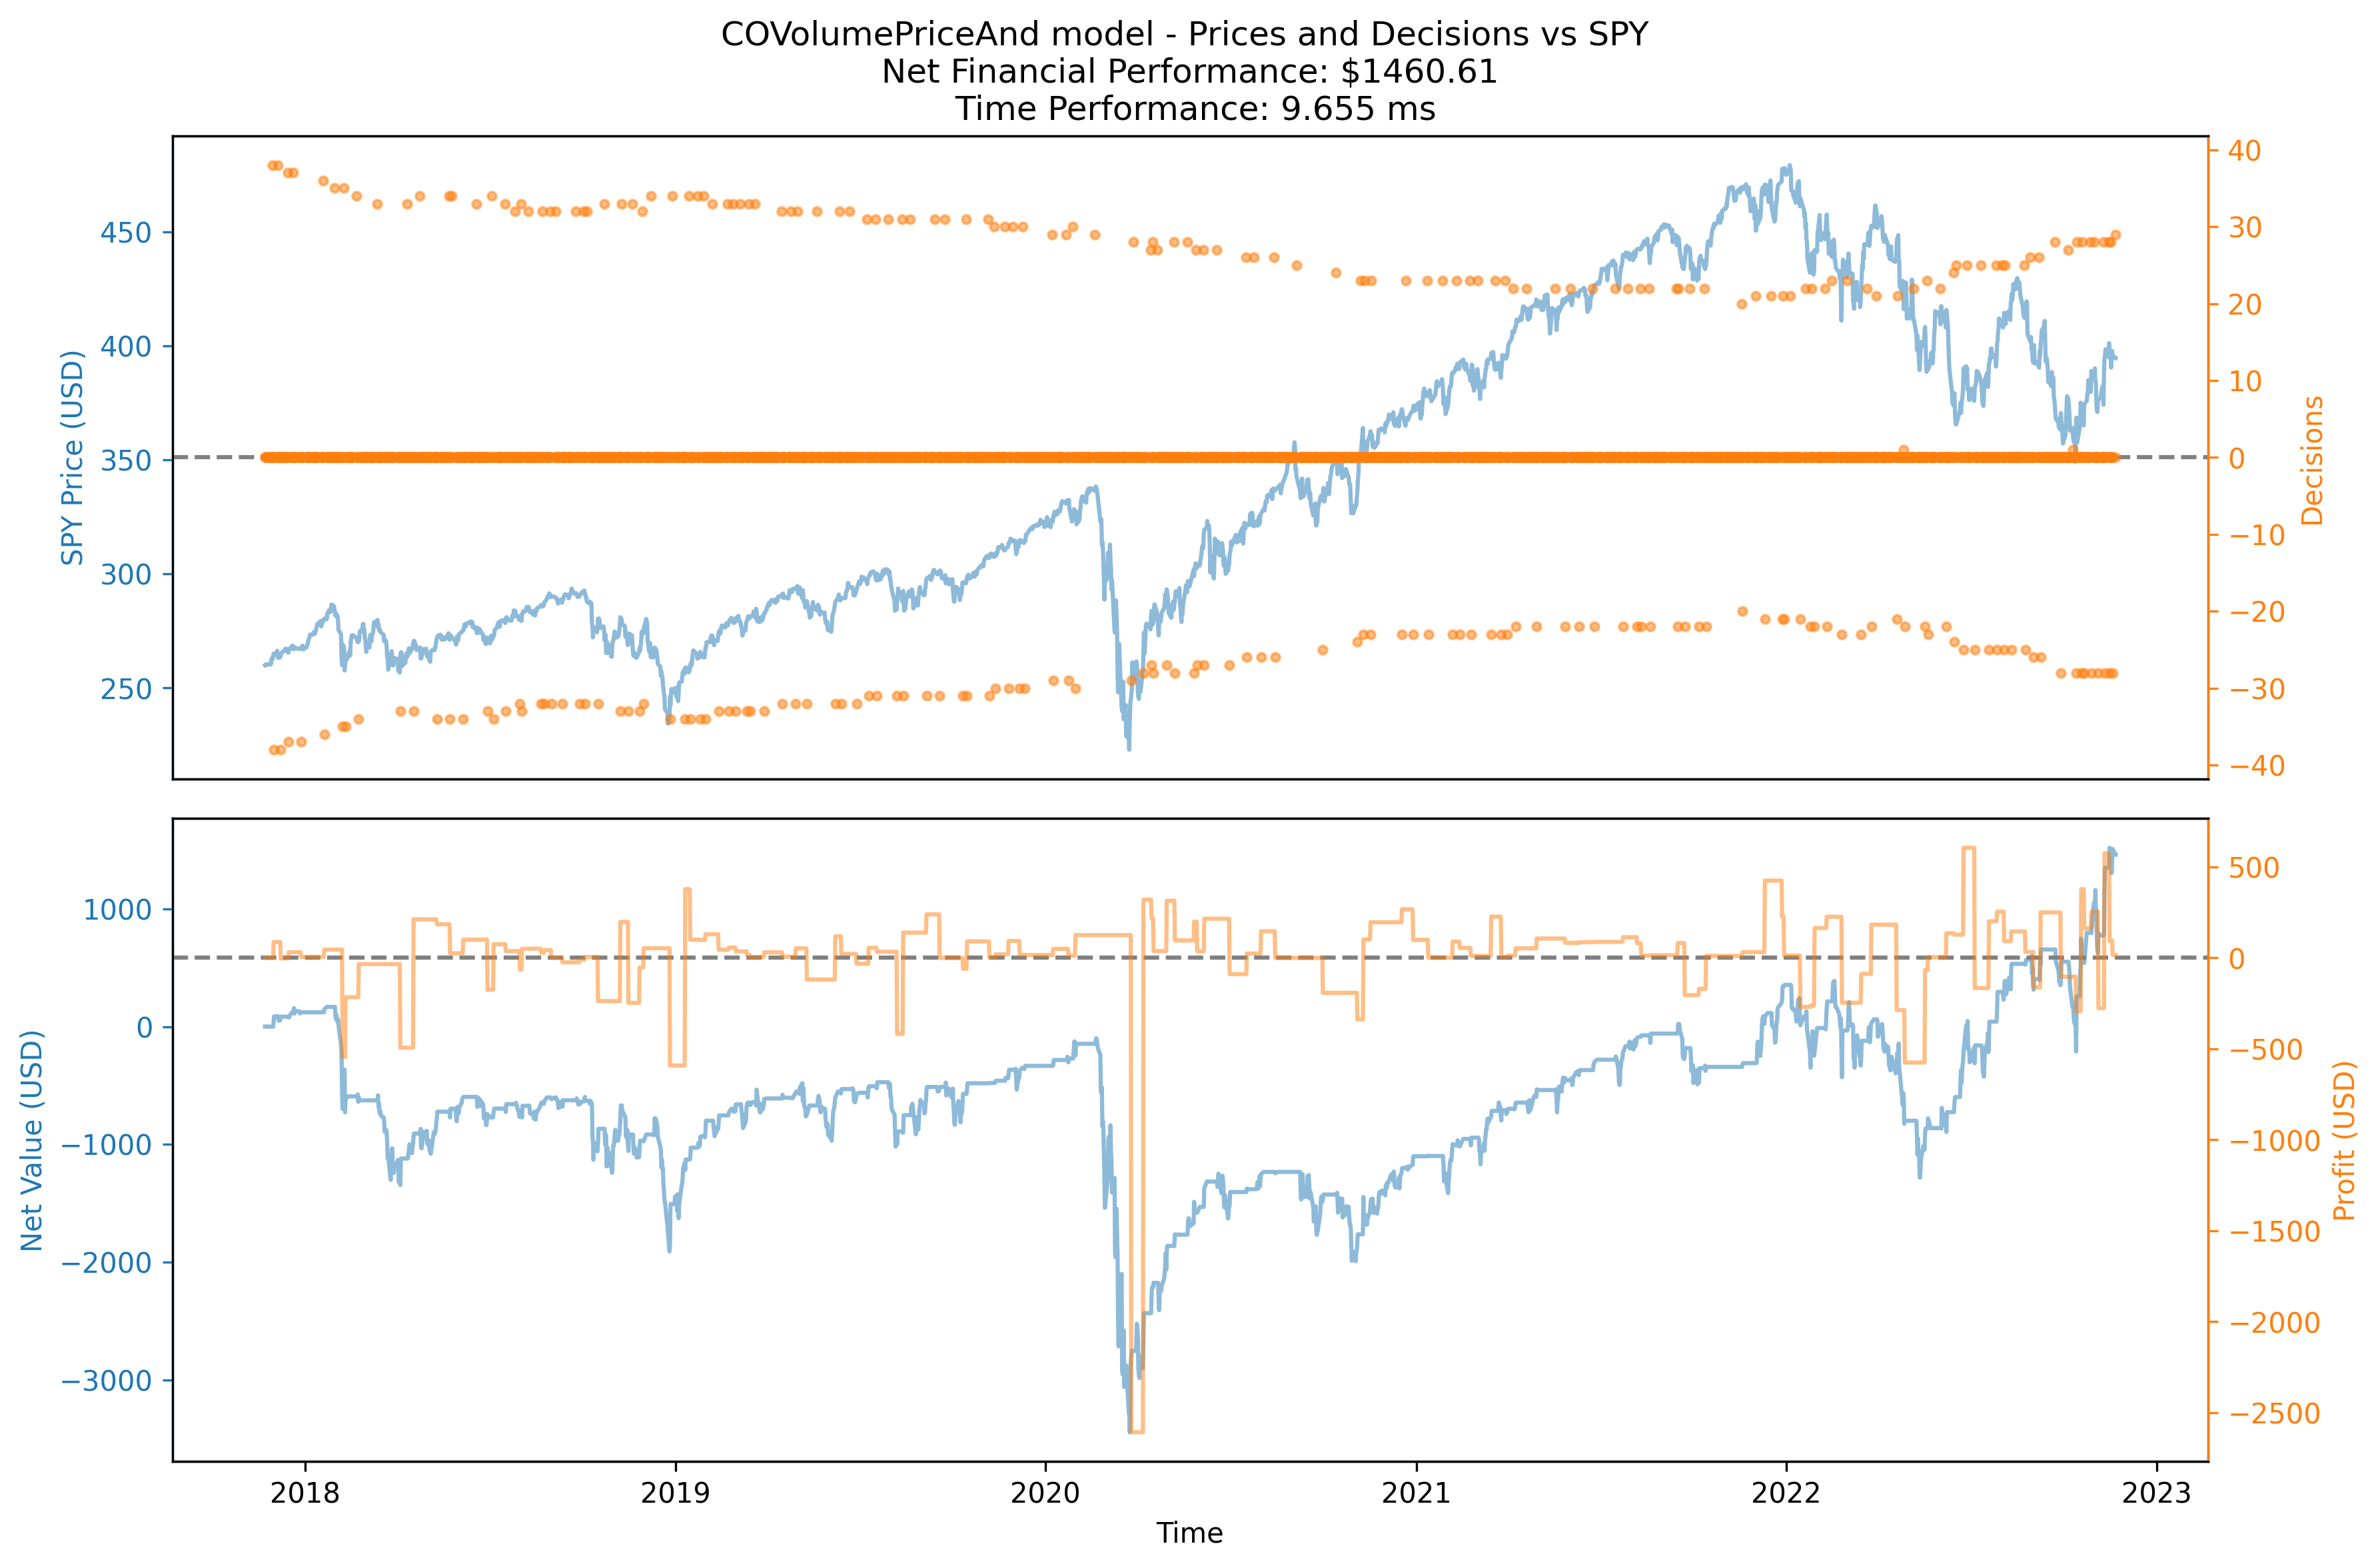 COVolumePriceAnd model - Prices and Decisions vs SPY
Net Financial Performance: $1460.61
Time Performance: 9.655 ms
SPY Price (USD)
450
400
350
300
250
40
30
20
10
0
−10
−20
−30
−40
Decisions
Net Value (USD)
1000
0
−1000
−2000
−3000
500
0
−500
−1000
−1500
−2000
−2500
Profit (USD)
2018 2019 2020 2021 2022 2023
Time